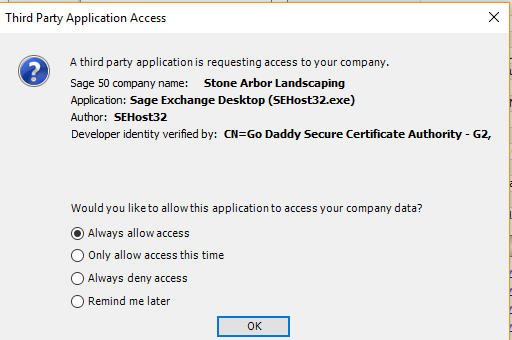 Third Party Application Access
A third party application is requesting access to your company.
Sage 50 company name: Stone Arbor Landscaping
Application: Sage Exchange Desktop (SEHost32.exe)
Author: SEHost32
Developer identity verified by: CN=Go Daddy Secure Certificate Authority - G2,
Would you like to allow this application to access your company data?
Always allow access
Only allow access this time
Always deny access
Remind me later
OK